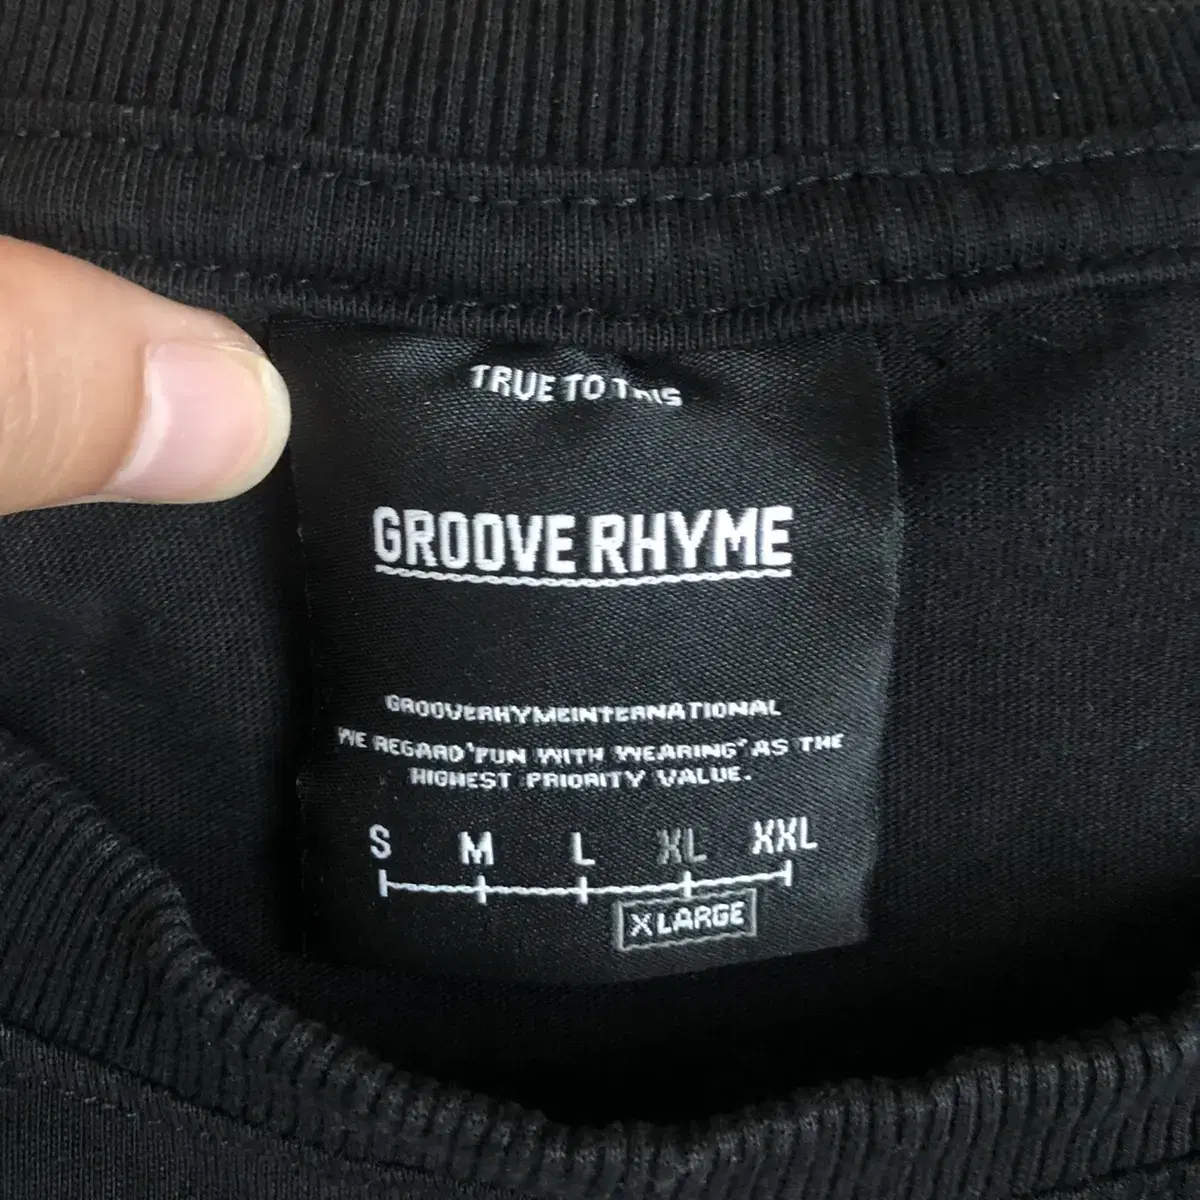 TRUE TO THIS
GROOVE RHYME
GROOVERHYMEINTERNATIONAL
WE REGARD 'FUN WITH WEARING' AS THE
HIGHEST PRIORITY VALUE.
S M L XL XXL
X LARGE